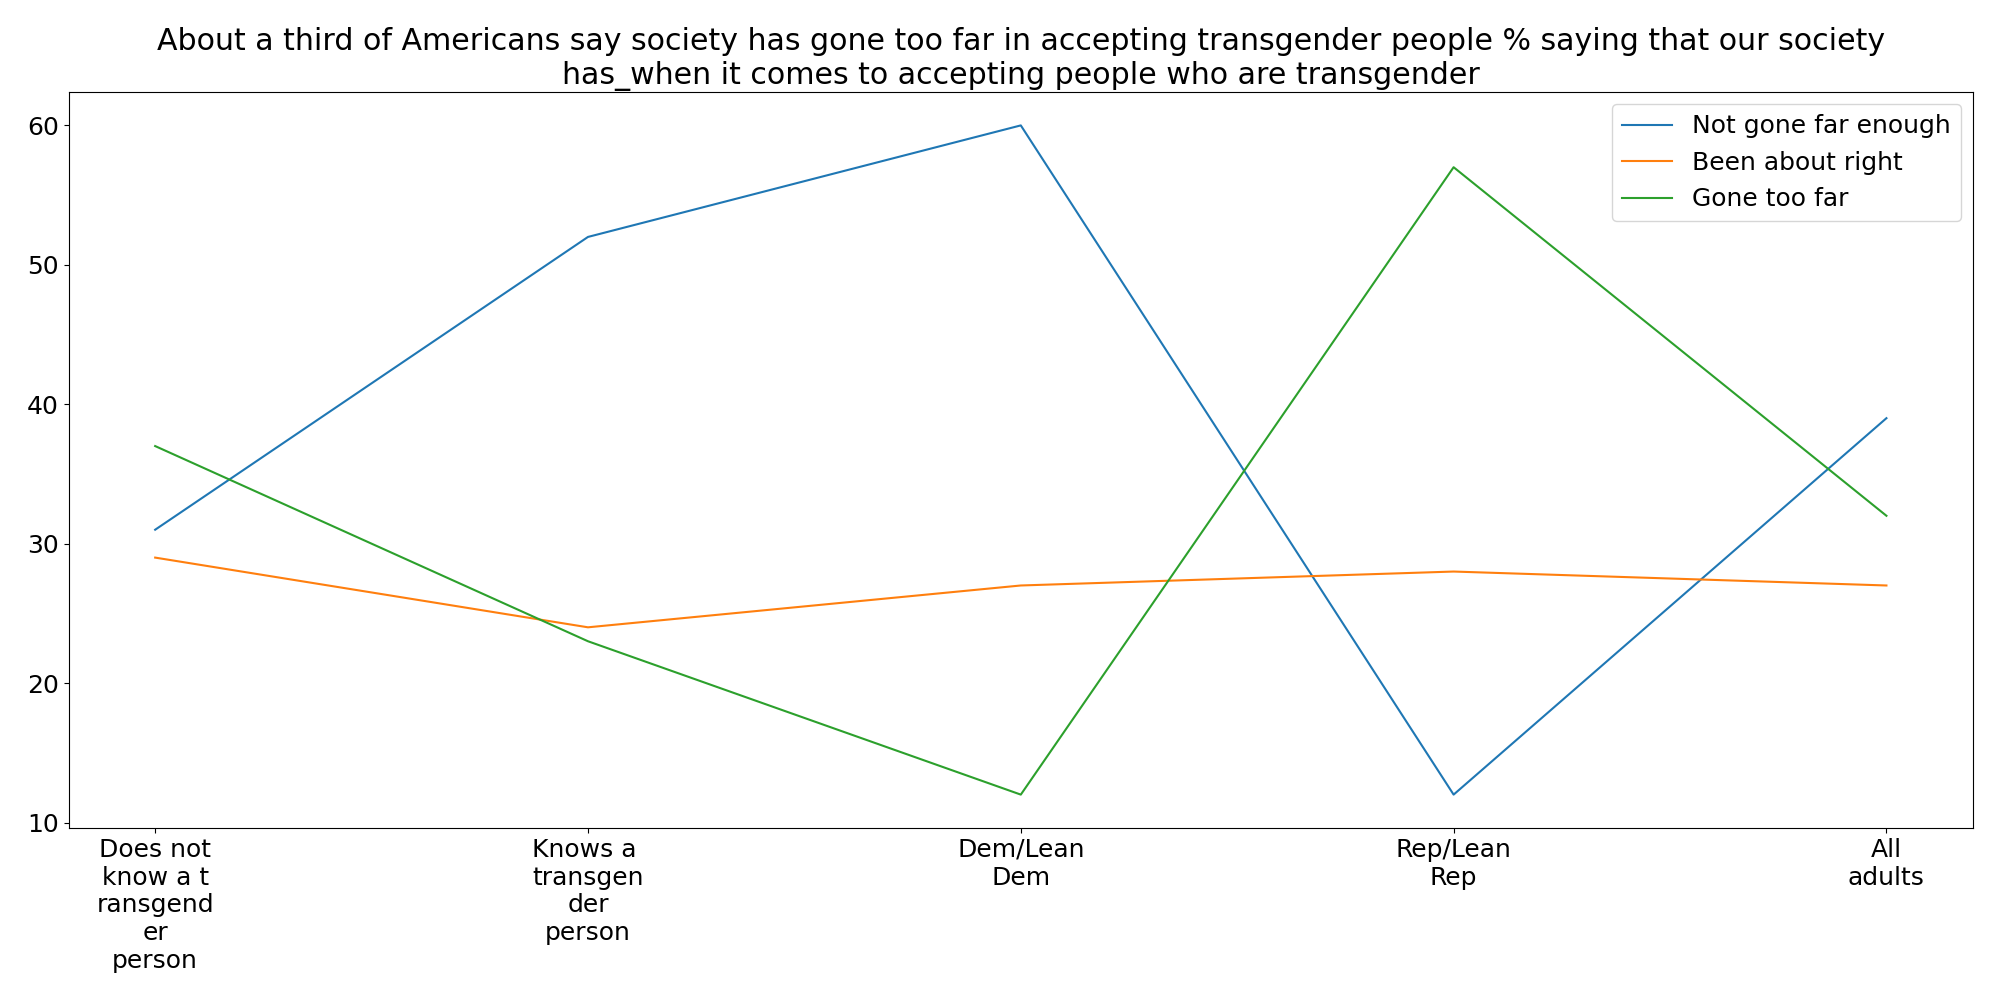 About a third of Americans say society has gone too far in accepting transgender people % saying that our society
has_when it comes to accepting people who are transgender
Not gone far enough
Been about right
Gone too far
60
50
40
30
20
10
Does not
know a t
ransgend
er
person
Knows a
transgen
der
person
Dem/Lean
Dem
Rep/Lean
Rep
All
adults